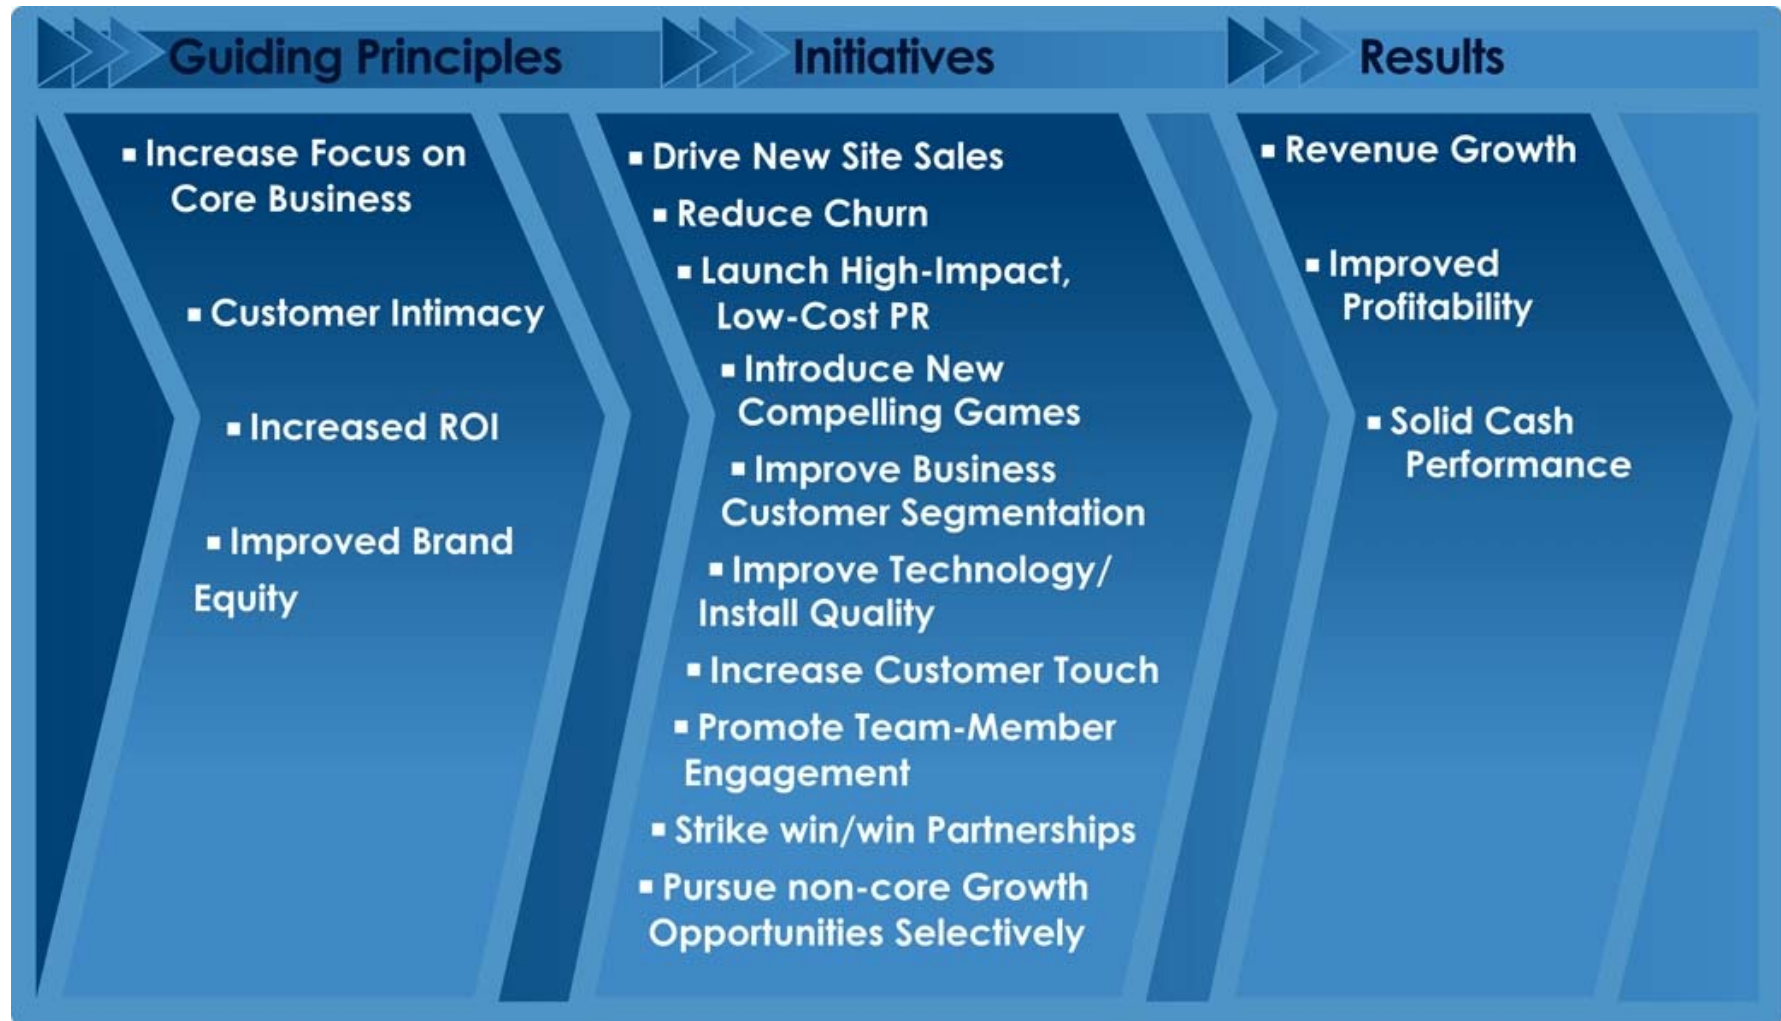 Guiding Principles
Initiatives
Results
▪ Increase Focus on
Core Business
▪ Customer Intimacy
▪ Increased ROI
▪ Improved Brand
Equity
▪ Drive New Site Sales
▪ Reduce Churn
▪ Launch High-Impact,
Low-Cost PR
▪ Introduce New
Compelling Games
▪ Improve Business
Customer Segmentation
▪ Improve Technology/
Install Quality
▪ Increase Customer Touch
▪ Promote Team-Member
Engagement
▪ Strike win/win Partnerships
▪ Pursue non-core Growth
Opportunities Selectively
▪ Revenue Growth
▪ Improved
Profitability
▪ Solid Cash
Performance